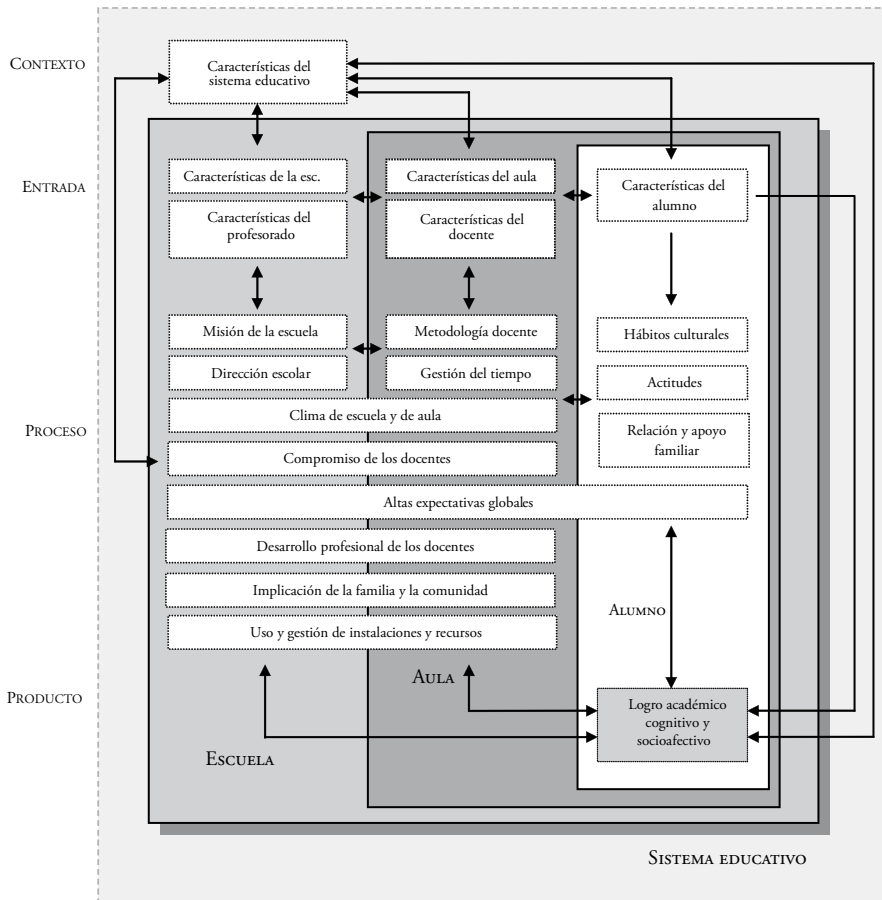 CONTEXTO
Características del
sistema educativo
ENTRADA
Características de la esc.
Características del aula
Características del
alumno
Características del
profesorado
Características del
docente
Misión de la escuela
Metodología docente
Hábitos culturales
Dirección escolar
Gestión del tiempo
Actitudes
PROCESO
Clima de escuela y de aula
Relación y apoyo
familiar
Compromiso de los docentes
Altas expectativas globales
Desarrollo profesional de los docentes
Implicación de la familia y la comunidad
ALUMNO
Uso y gestión de instalaciones y recursos
PRODUCTO
AULA
Logro académico
cognitivo y
socioafectivo
ESCUELA
SISTEMA EDUCATIVO